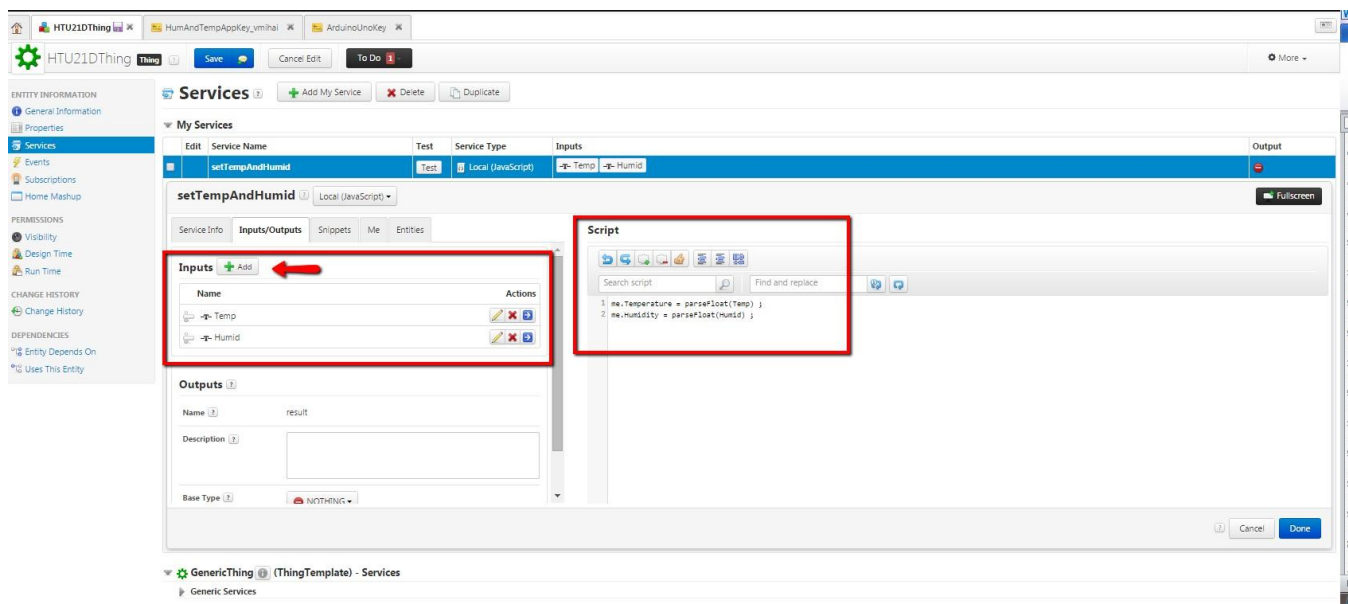 HTU21DThing
HumAndTempAppKey_vmihai
ArduinoUnoKey
HTU21DThing Thing ? Save Cancel Edit To Do 1 More
ENTITY INFORMATION
General Information
Properties
Services
Events
Subscriptions
Home Mashup
PERMISSIONS
Visibility
Design Time
Run Time
CHANGE HISTORY
Change History
DEPENDENCIES
Entity Depends On
Uses This Entity
Services ? Add My Service Delete Duplicate
My Services
Edit Service Name Test Service Type Inputs Output
setTempAndHumid Test Local (JavaScript) -T- Temp -T- Humid
setTempAndHumid ? Local (JavaScript) Fullscreen
Service Info Inputs/Outputs Snippets Me Entities
Inputs Add
Name Actions
-T- Temp
-T- Humid
Outputs ?
Name ? result
Description ?
Base Type ? NOTHING
Script
Search script Find and replace
1 me.Temperature = parseFloat(Temp) ;
2 me.Humidity = parseFloat(Humid) ;
? Cancel Done
GenericThing (ThingTemplate) - Services
Generic Services